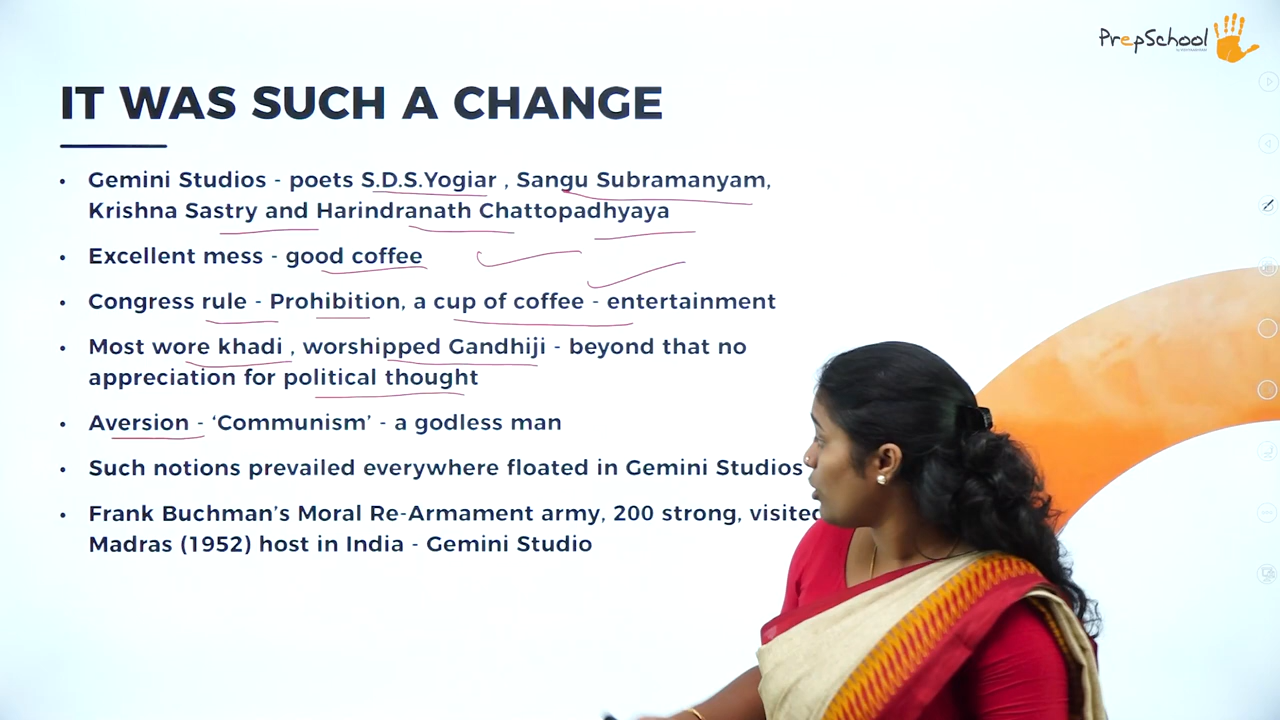 PrepSchool
IT WAS SUCH A CHANGE
• Gemini Studios - poets S.D.S.Yogiar , Sangu Subramanyam,
Krishna Sastry and Harindranath Chattopadhyaya
• Excellent mess - good coffee
• Congress rule - Prohibition, a cup of coffee - entertainment
• Most wore khadi , worshipped Gandhiji - beyond that no
appreciation for political thought
• Aversion - ‘Communism’ - a godless man
• Such notions prevailed everywhere floated in Gemini Studios
• Frank Buchman’s Moral Re-Armament army, 200 strong, visited
Madras (1952) host in India - Gemini Studio